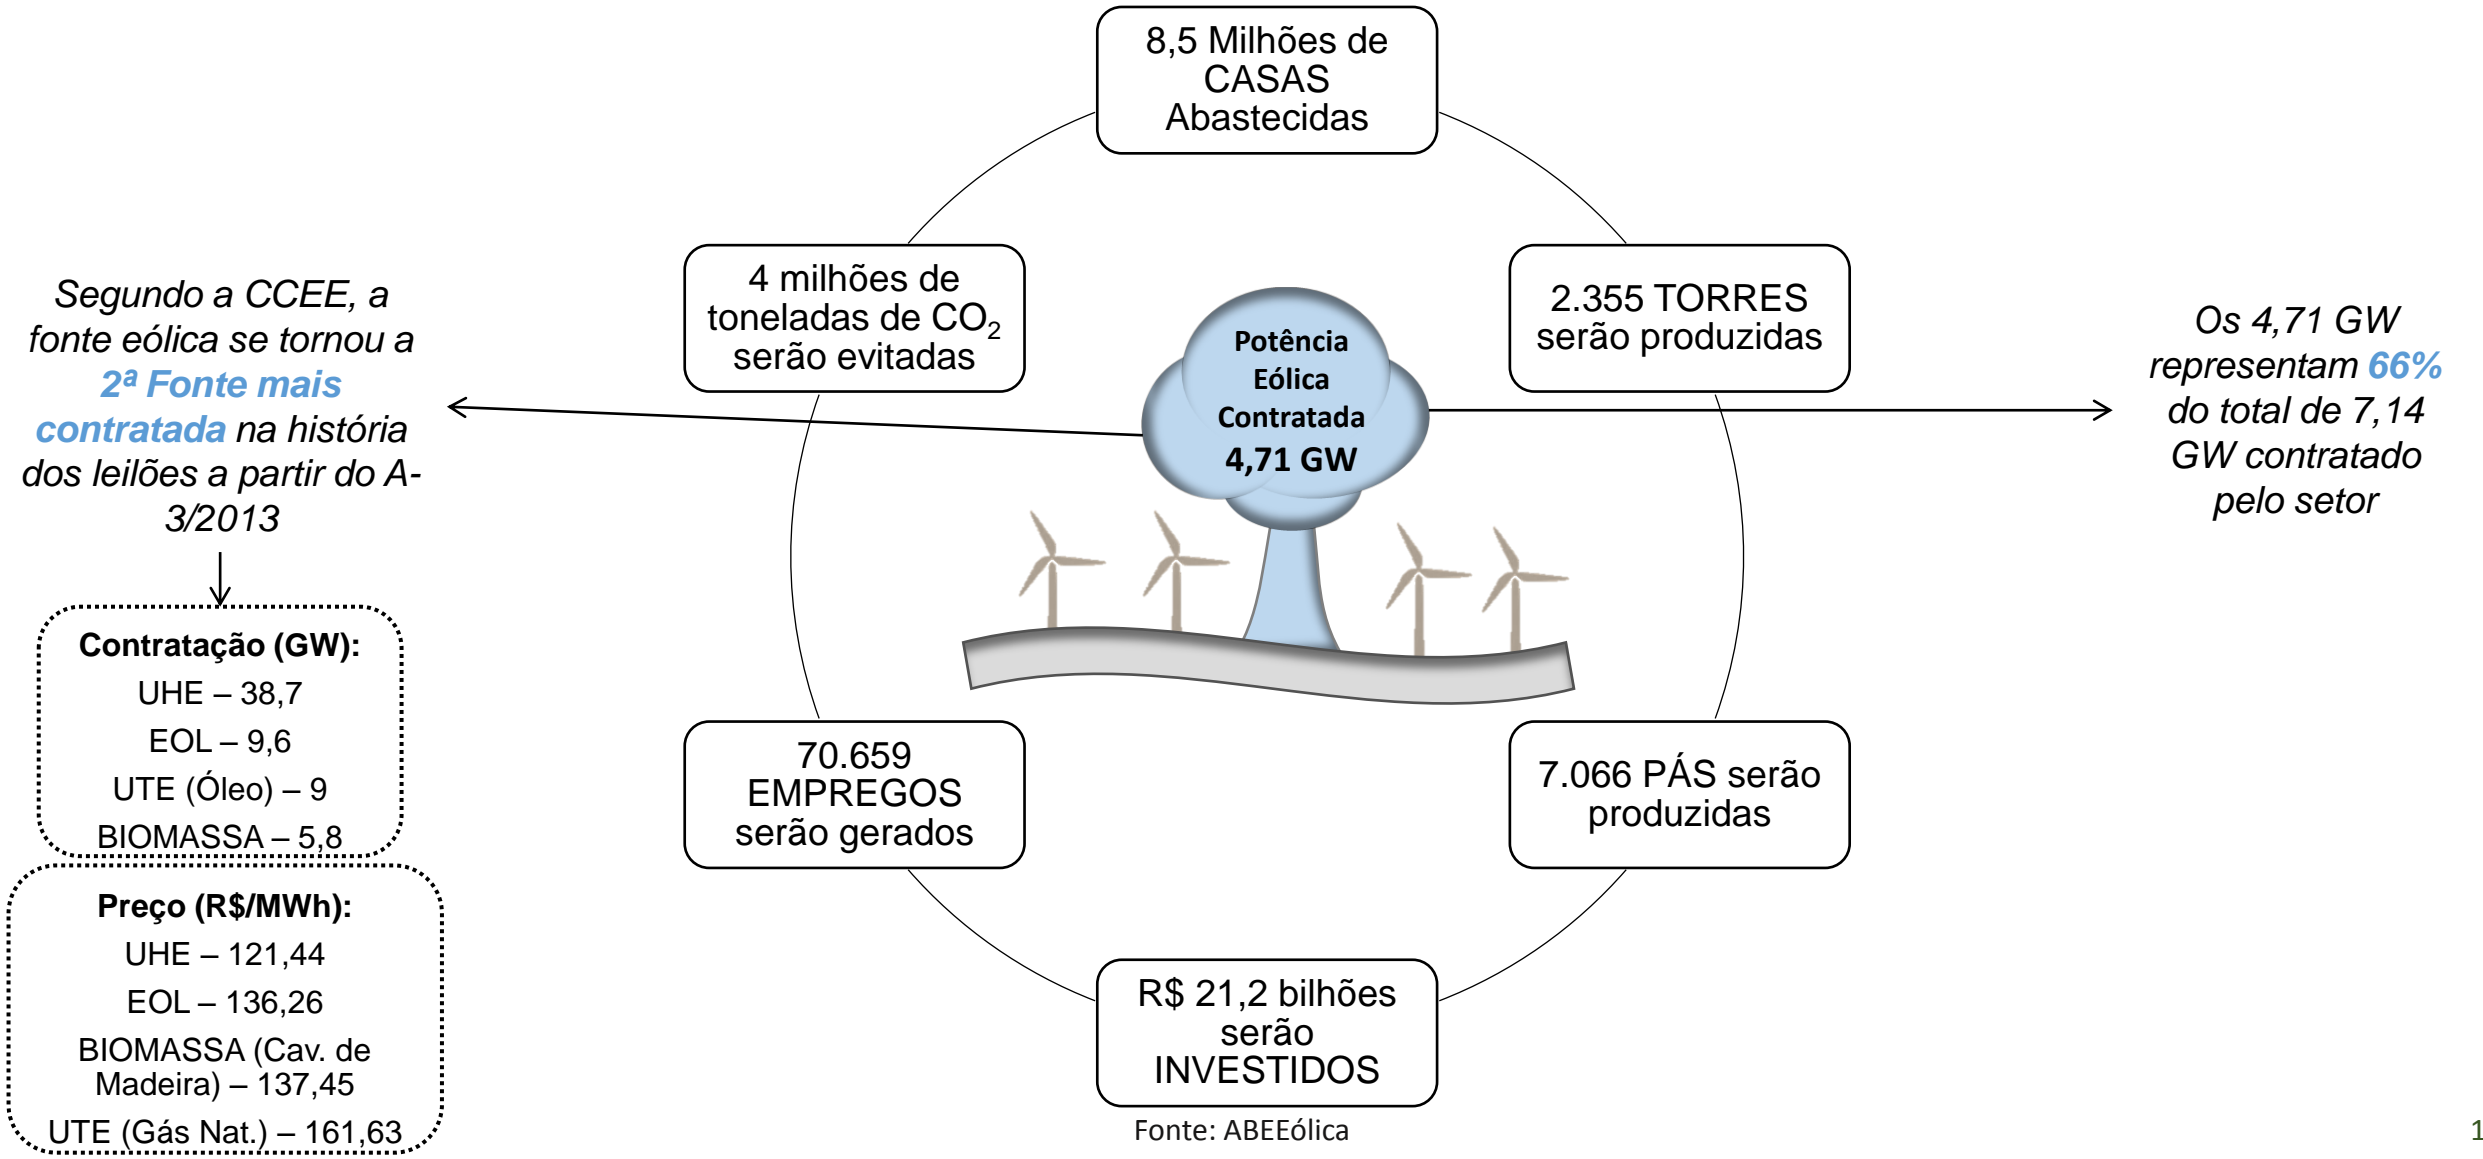 8,5 Milhões de
CASAS
Abastecidas
4 milhões de
toneladas de CO2
serão evitadas
2.355 TORRES
serão produzidas
Segundo a CCEE, a
fonte eólica se tornou a
2ª Fonte mais
contratada na história
dos leilões a partir do A-
3/2013
Potência
Eólica
Contratada
4,71 GW
Os 4,71 GW
representam 66%
do total de 7,14
GW contratado
pelo setor
Contratação (GW):
UHE – 38,7
EOL – 9,6
UTE (Óleo) – 9
BIOMASSA – 5,8
70.659
EMPREGOS
serão gerados
7.066 PÁS serão
produzidas
Preço (R$/MWh):
UHE – 121,44
EOL – 136,26
BIOMASSA (Cav. de
Madeira) – 137,45
UTE (Gás Nat.) – 161,63
R$ 21,2 bilhões
serão
INVESTIDOS
Fonte: ABEEólica
1